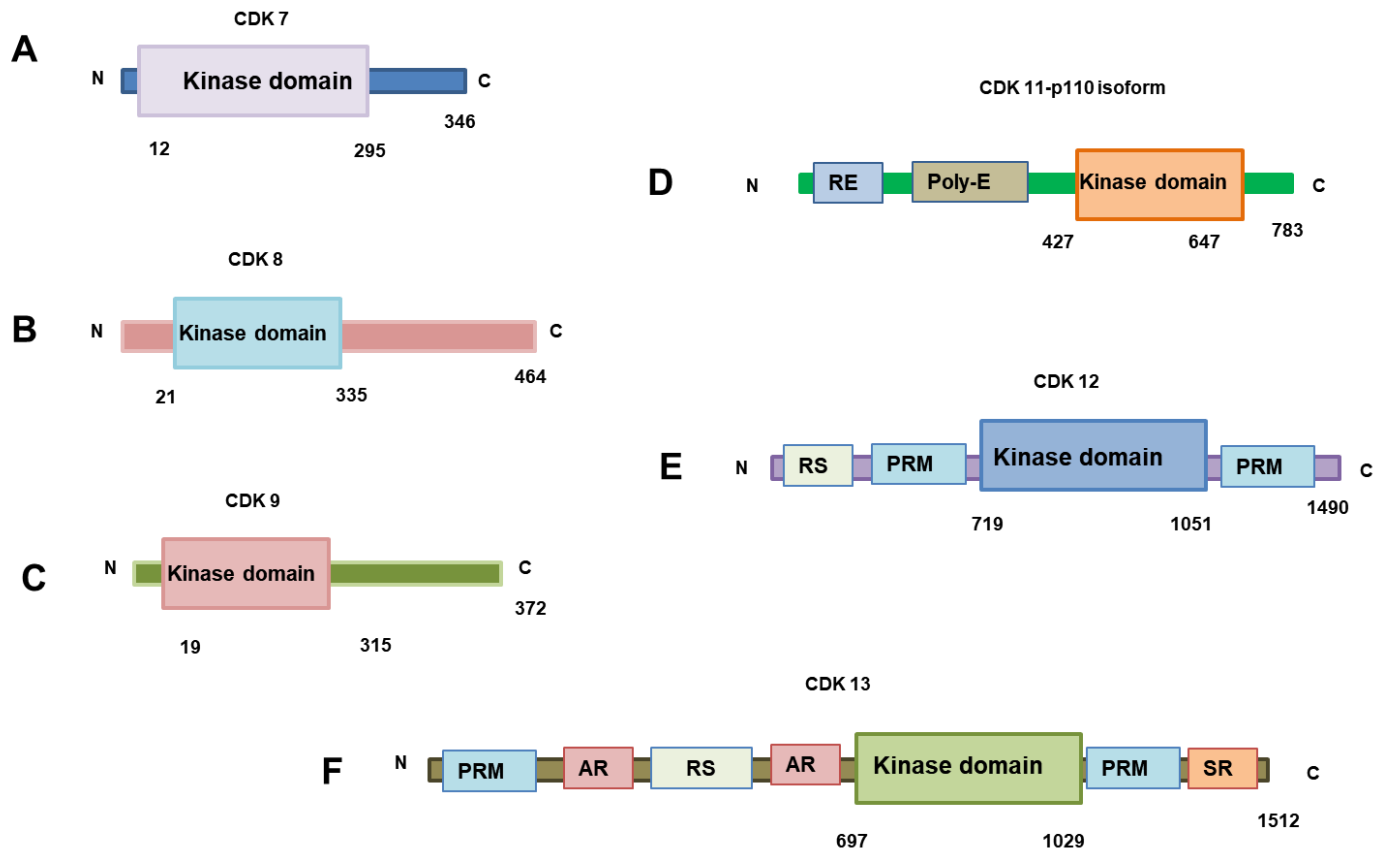 A
CDK 7
N
Kinase domain
C
12
295
346
B
CDK 8
N
Kinase domain
C
21
335
464
C
CDK 9
N
Kinase domain
C
19
315
372
D
CDK 11-p110 isoform
N
RE
Poly-E
Kinase domain
C
427
647
783
E
CDK 12
N
RS
PRM
Kinase domain
PRM
C
719
1051
1490
F
CDK 13
N
PRM
AR
RS
AR
Kinase domain
PRM
SR
C
697
1029
1512